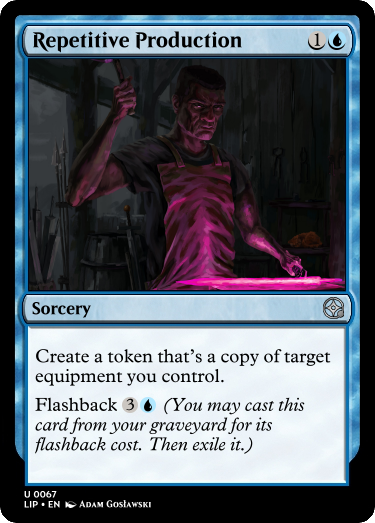 Repetitive Production 1
Sorcery
Create a token that's a copy of target
equipment you control.
Flashback 3 (You may cast this
card from your graveyard for its
flashback cost. Then exile it.)
U 0067
LIP • EN Adam Gosławski